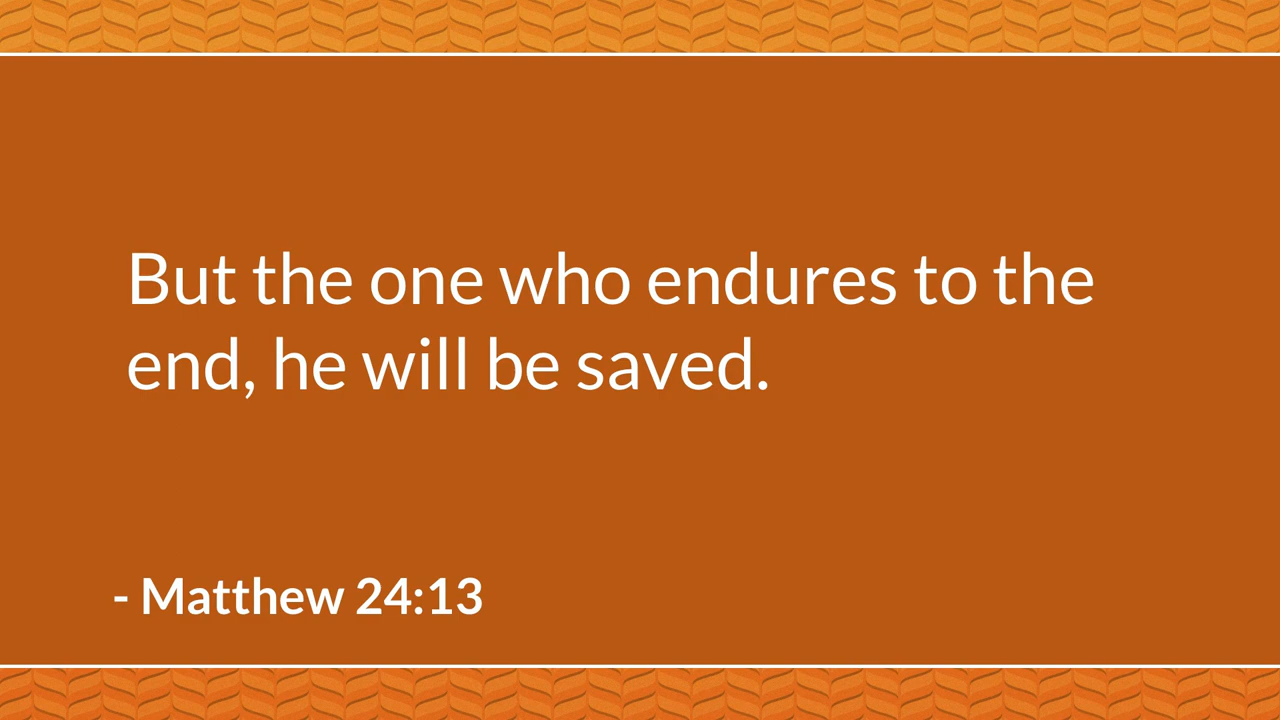 But the one who endures to the
end, he will be saved.
- Matthew 24:13